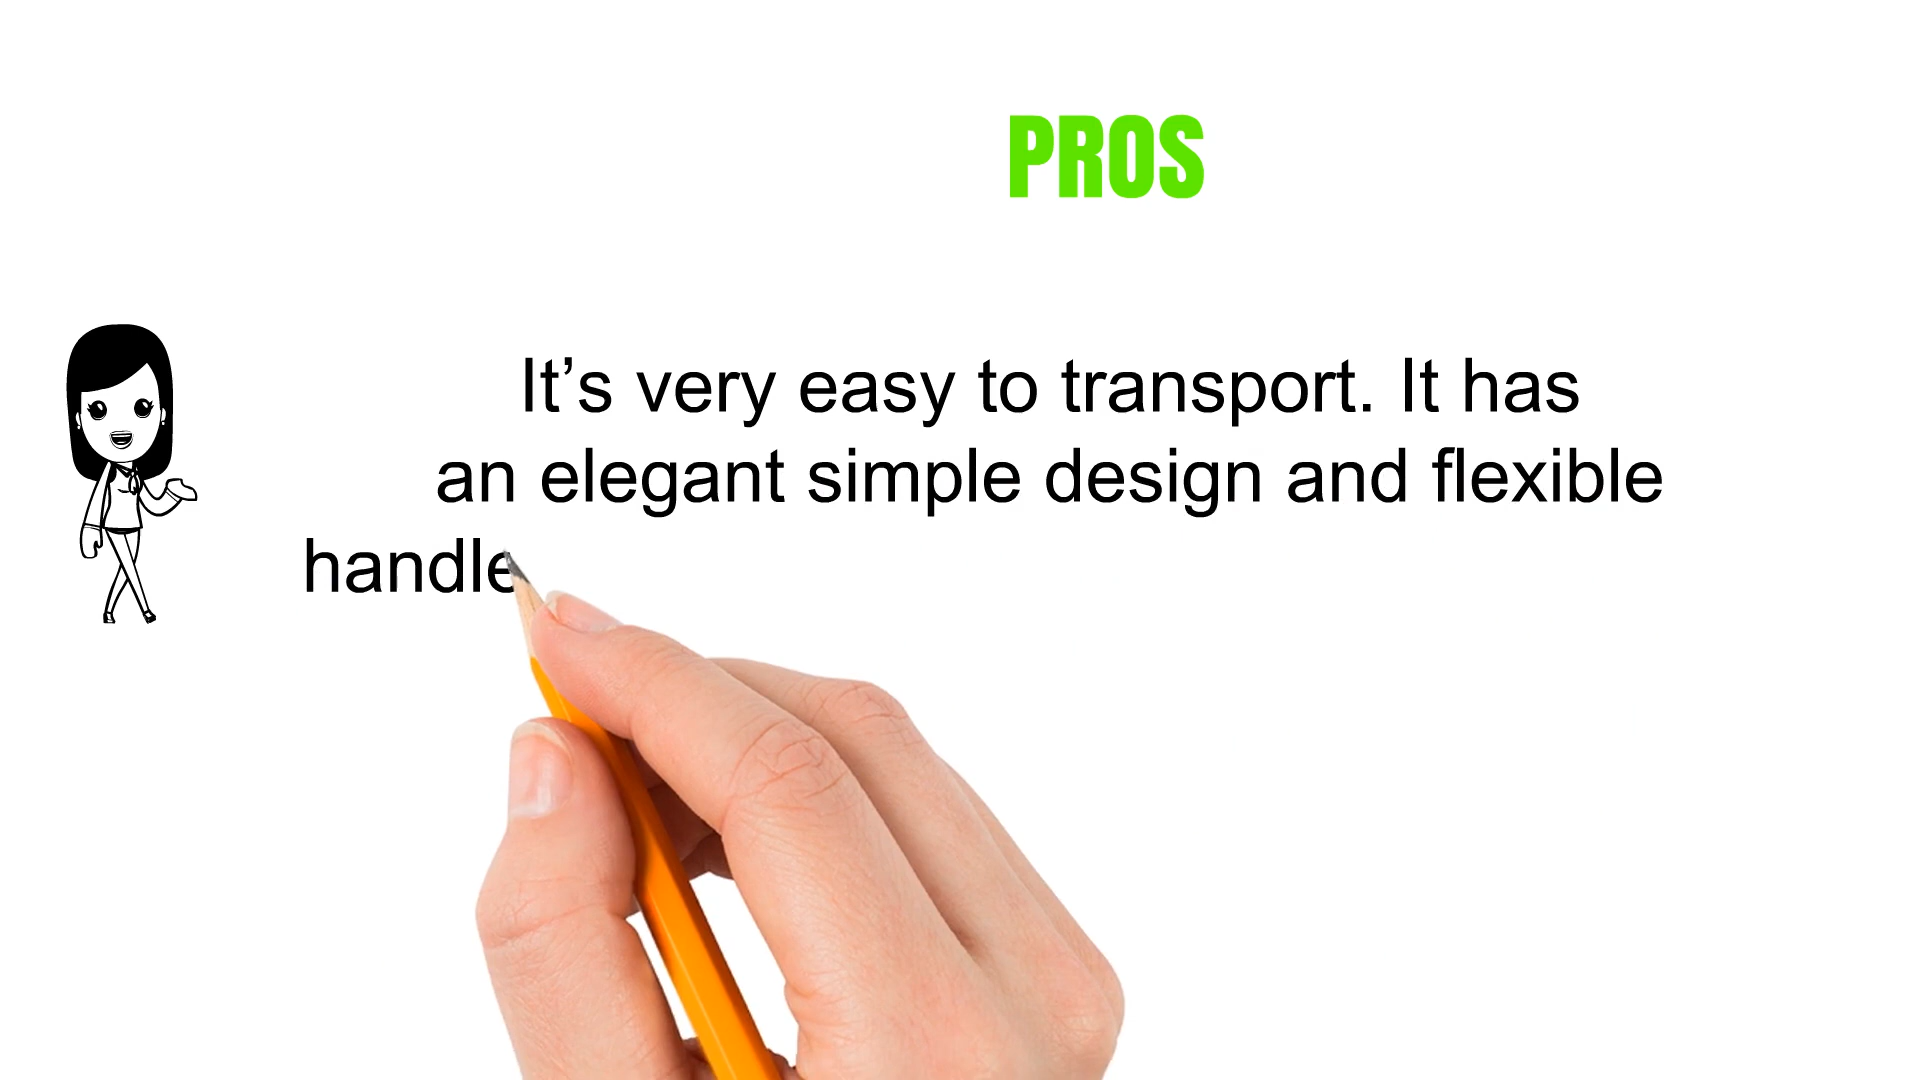 PROS
It’s very easy to transport. It has
an elegant simple design and flexible
handle